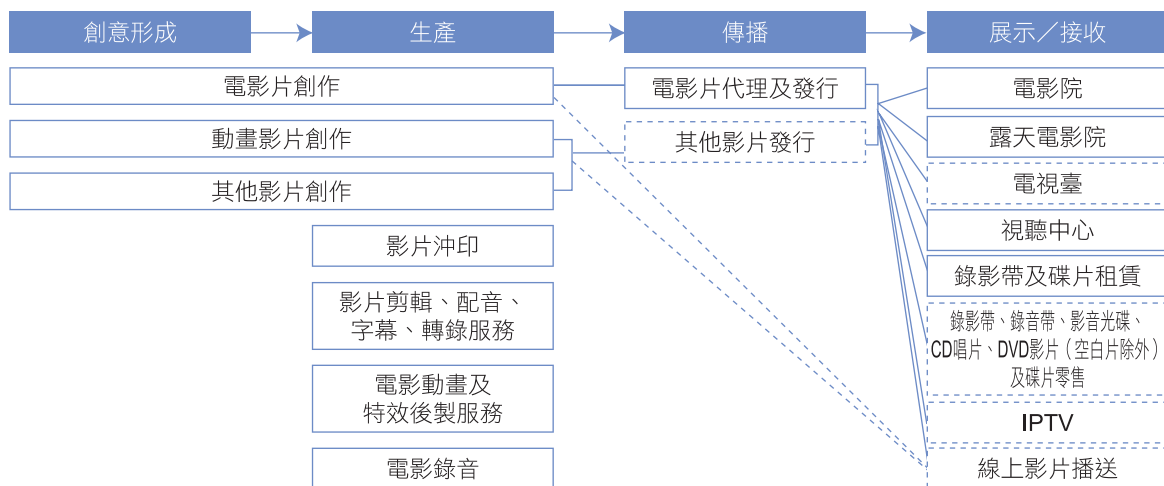 創意形成
生產
傳播
展示／接收
電影片創作
動畫影片創作
其他影片創作
影片沖印
影片剪輯、配音、
字幕、轉錄服務
電影動畫及
特效後製服務
電影錄音
電影片代理及發行
其他影片發行
電影院
露天電影院
電視臺
視聽中心
錄影帶及碟片租賃
錄影帶、錄音帶、影音光碟、
CD唱片、DVD影片（空白片除外）
及碟片零售
IPTV
線上影片播送